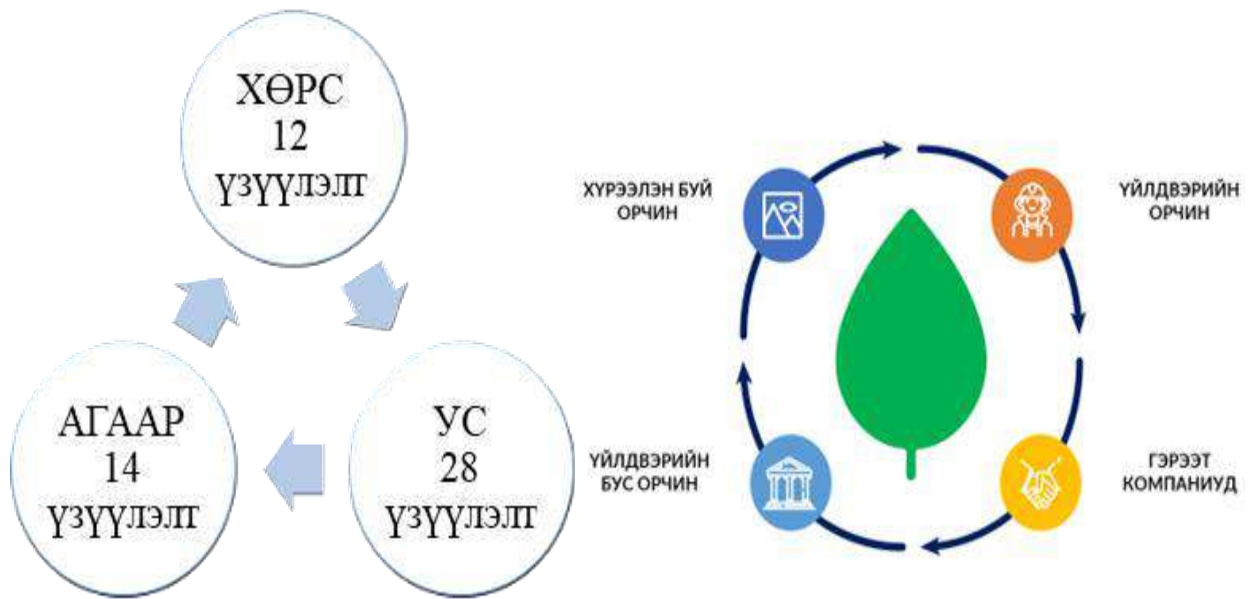 ХӨРС
12
ҮЗҮҮЛЭЛТ
АГААР
14
ҮЗҮҮЛЭЛТ
УС
28
ҮЗҮҮЛЭЛТ
ХҮРЭЭЛЭН БУЙ
ОРЧИН
ҮЙЛДВЭРИЙН
ОРЧИН
ҮЙЛДВЭРИЙН
БУС ОРЧИН
ГЭРЭЭТ
КОМПАНИУД